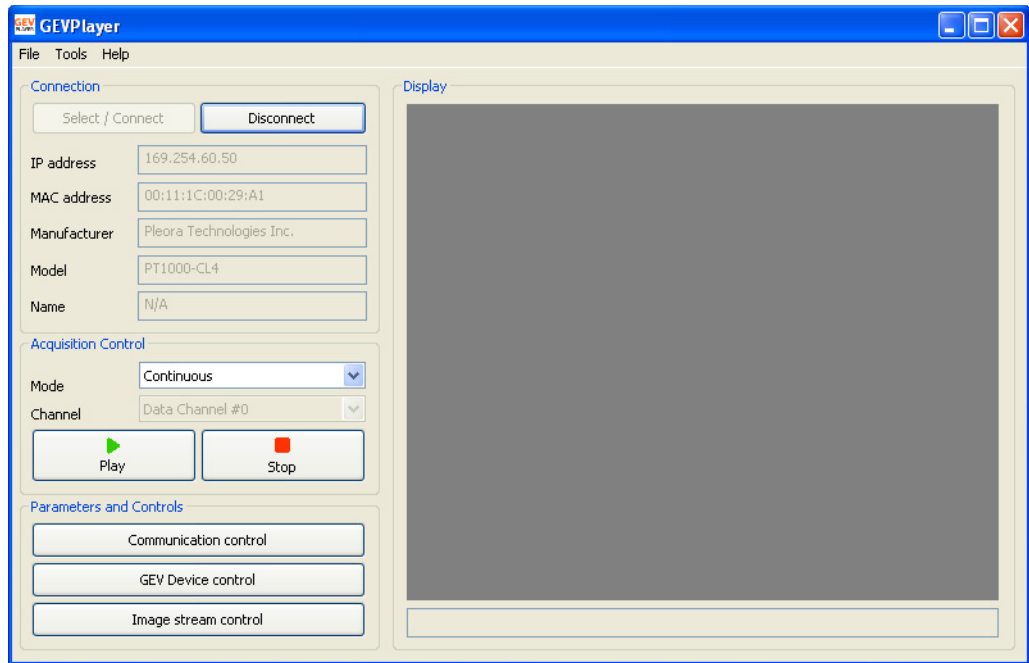 GEV
PLAYER
GEVPlayer
File Tools Help
Connection
Select / Connect Disconnect
IP address 169.254.60.50
MAC address 00:11:1C:00:29:A1
Manufacturer Pleora Technologies Inc.
Model PT1000-CL4
Name N/A
Acquisition Control
Mode Continuous
Channel Data Channel #0
Play Stop
Parameters and Controls
Communication control
GEV Device control
Image stream control
Display